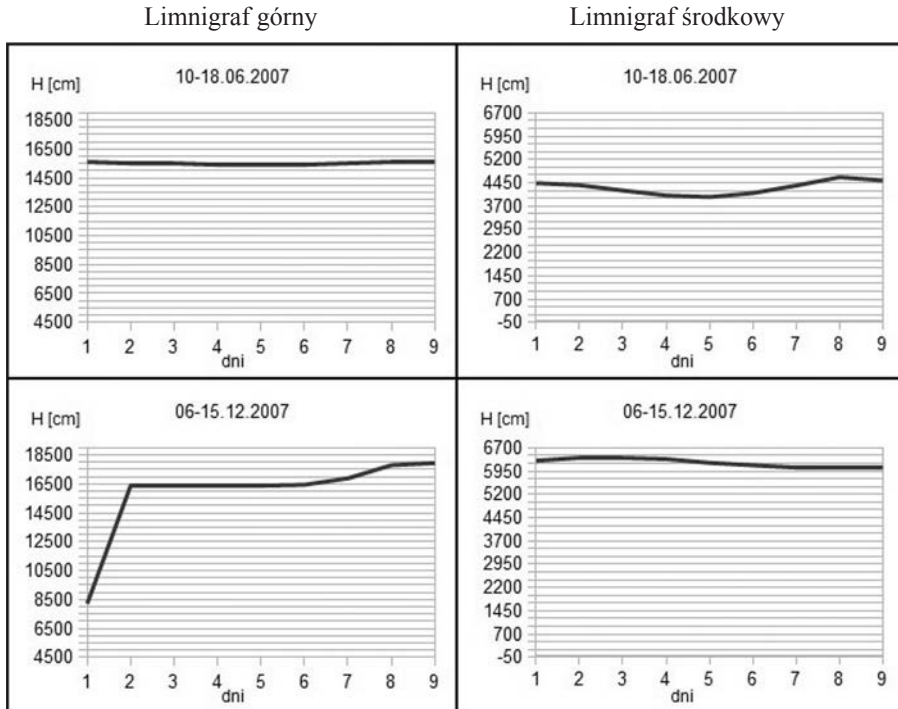 Limnigraf górny
Limnigraf środkowy
10-18.06.2007
H [cm]
18500
16500
14500
12500
10500
8500
6500
4500
1 2 3 4 5 6 7 8 9
dni
10-18.06.2007
H [cm]
6700
5950
5200
4450
3700
2950
2200
1450
700
-50
1 2 3 4 5 6 7 8 9
dni
06-15.12.2007
H [cm]
18500
16500
14500
12500
10500
8500
6500
4500
1 2 3 4 5 6 7 8 9
dni
06-15.12.2007
H [cm]
6700
5950
5200
4450
3700
2950
2200
1450
700
-50
1 2 3 4 5 6 7 8 9
dni